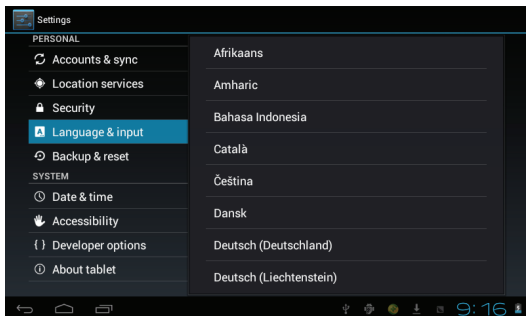 Settings
PERSONAL
Accounts & sync
Location services
Security
Language & input
Backup & reset
SYSTEM
Date & time
Accessibility
{ } Developer options
About tablet
Afrikaans
Amharic
Bahasa Indonesia
Català
Čeština
Dansk
Deutsch (Deutschland)
Deutsch (Liechtenstein)
9:16